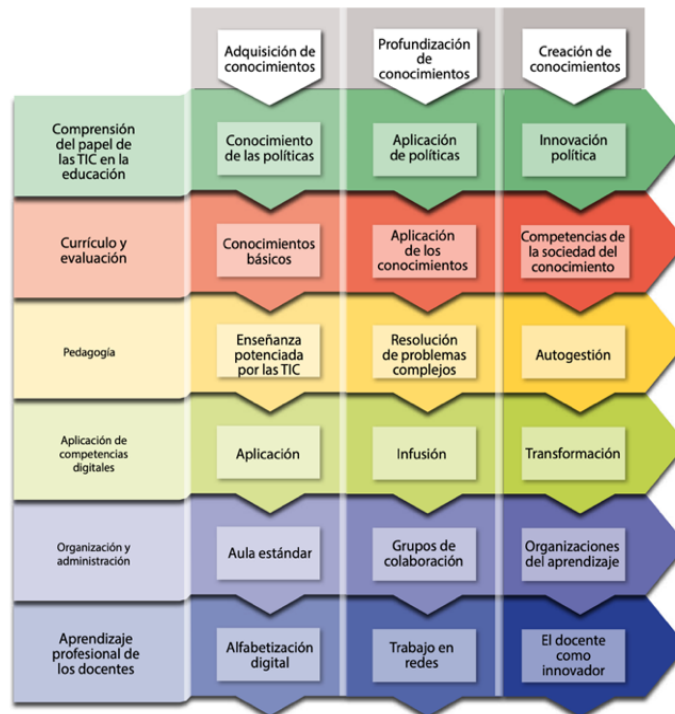 Adquisición de
conocimientos
Profundización
de
conocimientos
Creación de
conocimientos
Comprensión
del papel de
las TIC en la
educación
Conocimiento
de las políticas
Aplicación
de políticas
Innovación
política
Currículo y
evaluación
Conocimientos
básicos
Aplicación
de los
conocimientos
Competencias de
la sociedad del
conocimiento
Pedagogía
Enseñanza
potenciada
por las TIC
Resolución
de problemas
complejos
Autogestión
Aplicación de
competencias
digitales
Aplicación
Infusión
Transformación
Organización y
administración
Aula estándar
Grupos de
colaboración
Organizaciones
del aprendizaje
Aprendizaje
profesional de
los docentes
Alfabetización
digital
Trabajo en
redes
El docente
como
innovador